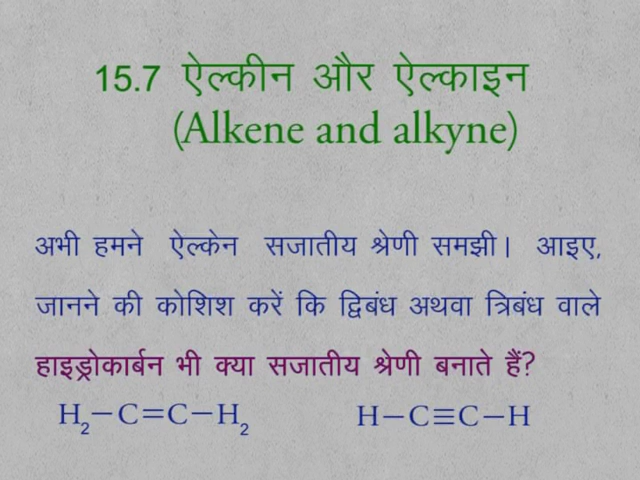 15.7 ऐल्कीन और ऐल्काइन
(Alkene and alkyne)
अभी हमने ऐल्केन सजातीय श्रेणी समझी। आइए,
जानने की कोशिश करें कि द्विबंध अथवा त्रिबंध वाले
हाइड्रोकार्बन भी क्या सजातीय श्रेणी बनाते हैं?
H₂−C=C−H₂ H−C≡C−H